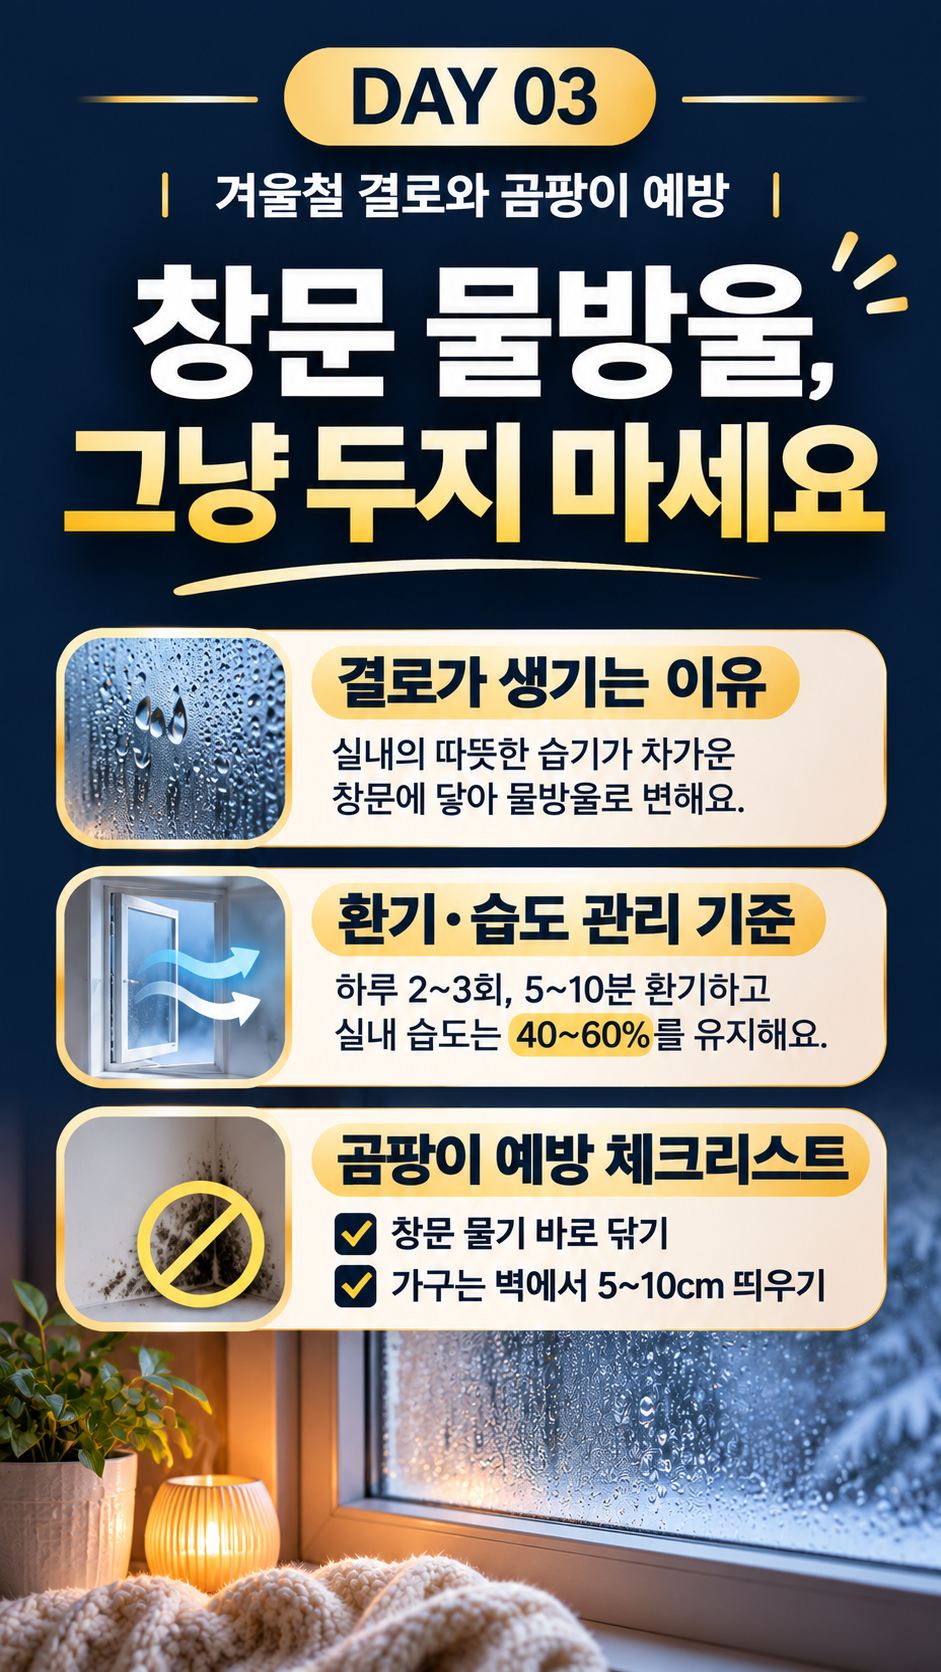 DAY 03
겨울철 결로와 곰팡이 예방
창문 물방울,
그냥 두지 마세요
결로가 생기는 이유
실내의 따뜻한 습기가 차가운
창문에 닿아 물방울로 변해요.
환기·습도 관리 기준
하루 2~3회, 5~10분 환기하고
실내 습도는 40~60%를 유지해요.
곰팡이 예방 체크리스트
창문 물기 바로 닦기
가구는 벽에서 5~10cm 띄우기